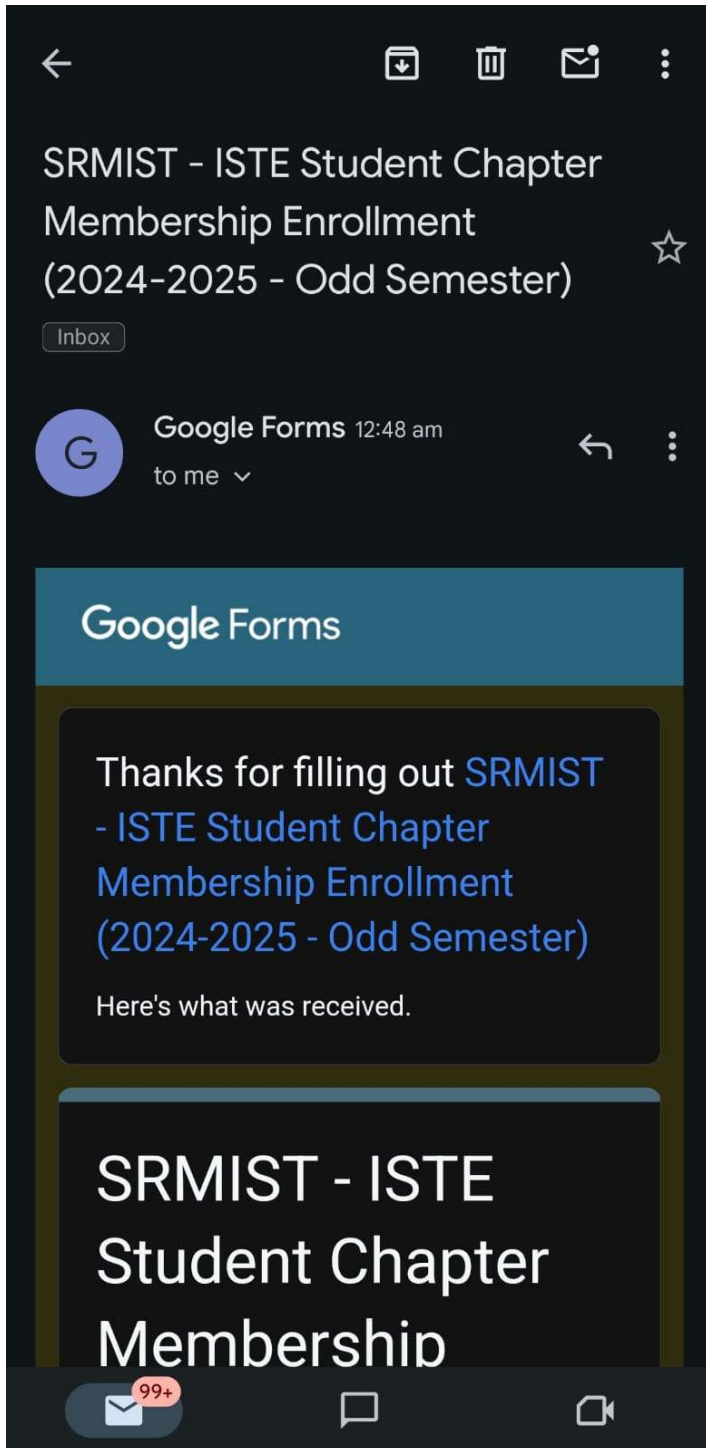 SRMIST - ISTE Student Chapter
Membership Enrollment
(2024-2025 - Odd Semester)
Inbox
G
Google Forms 12:48 am
to me
Google Forms
Thanks for filling out SRMIST
- ISTE Student Chapter
Membership Enrollment
(2024-2025 - Odd Semester)
Here's what was received.
SRMIST - ISTE
Student Chapter
Membership
99+